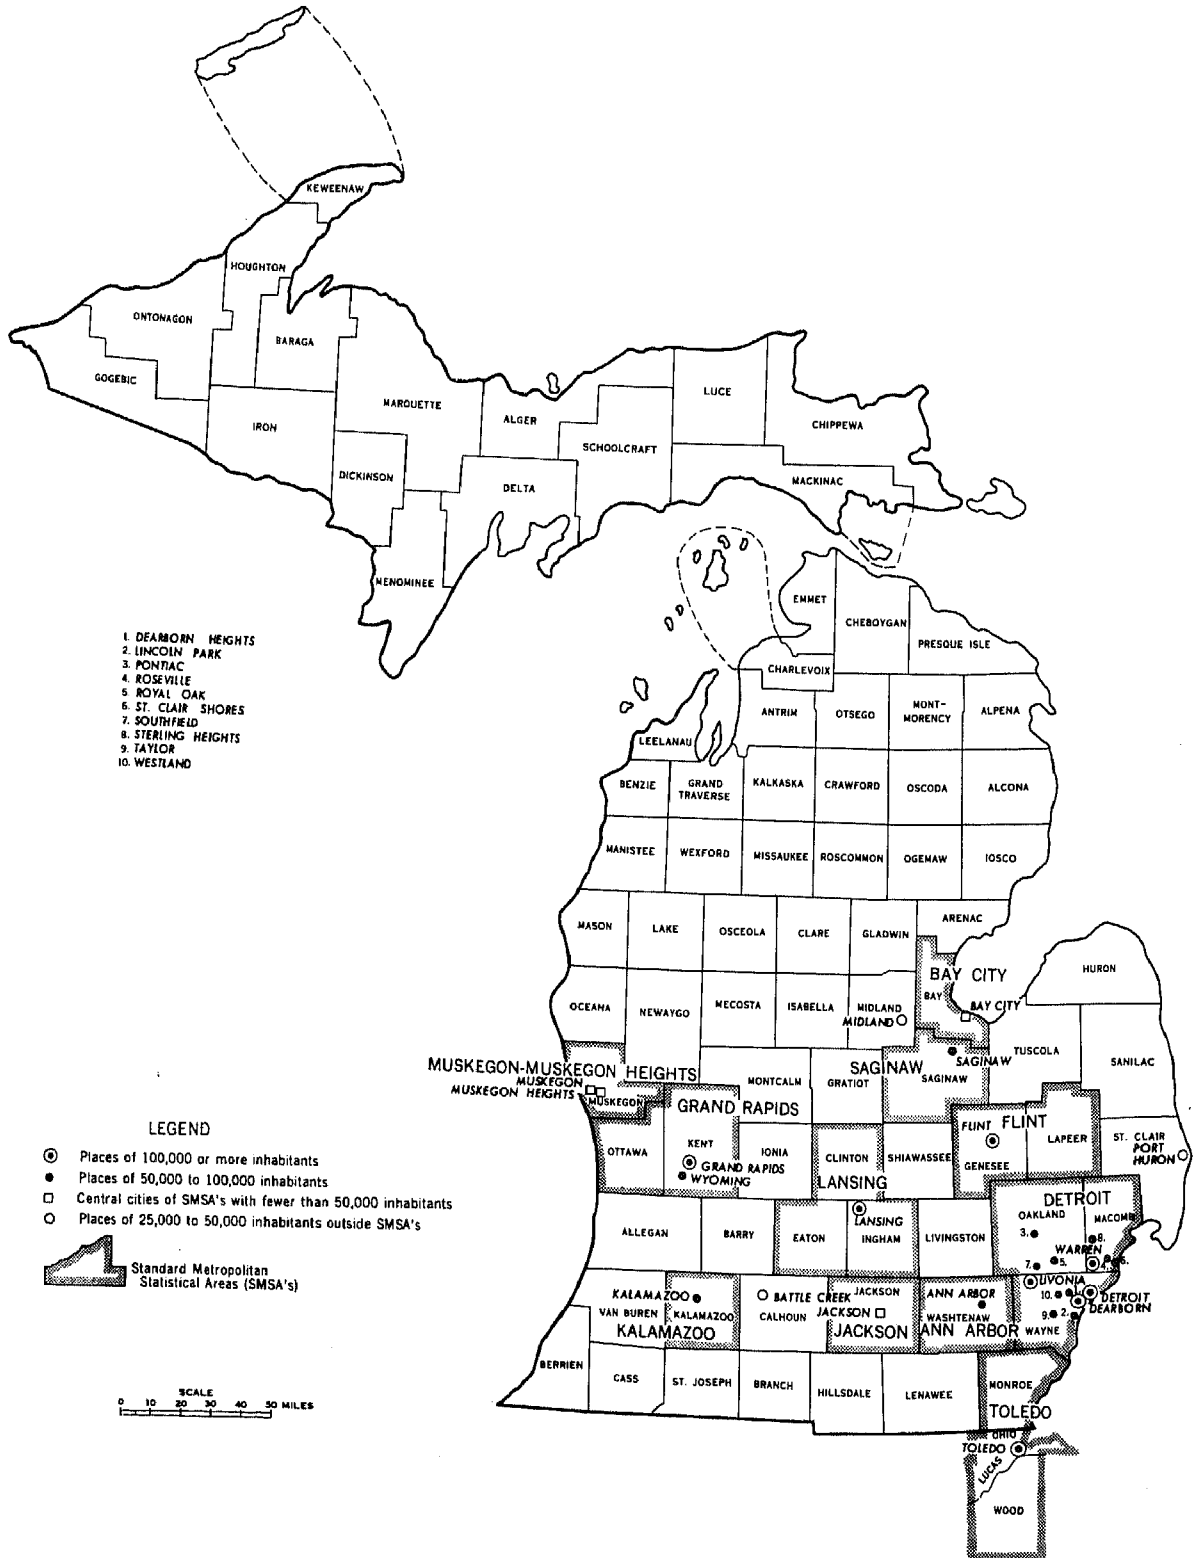 KEWEENAW
HOUGHTON
ONTONAGON
BARAGA
GOGEBIC
IRON
MARQUETTE
ALGER
LUCE
CHIPPEWA
SCHOOLCRAFT
DICKINSON
DELTA
MACKINAC
MENOMINEE
EMMET
CHEBOYGAN
PRESQUE ISLE
CHARLEVOIX
1. DEARBORN HEIGHTS
2. LINCOLN PARK
3. PONTIAC
4. ROSEVILLE
5. ROYAL OAK
6. ST. CLAIR SHORES
7. SOUTHFIELD
8. STERLING HEIGHTS
9. TAYLOR
10. WESTLAND
ANTRIM
OTSEGO
MONT-
MORENCY
ALPENA
LEELANAU
BENZIE
GRAND
TRAVERSE
KALKASKA
CRAWFORD
OSCODA
ALCONA
MANISTEE
WEXFORD
MISSAUKEE
ROSCOMMON
OGEMAW
IOSCO
MASON
LAKE
OSCEOLA
CLARE
GLADWIN
ARENAC
BAY CITY
BAY
BAY CITY
HURON
OCEANA
NEWAYGO
MECOSTA
ISABELLA
MIDLAND
MIDLAND
MUSKEGON-MUSKEGON HEIGHTS
MUSKEGON
MUSKEGON HEIGHTS
MUSKEGON
MONTCALM
GRATIOT
SAGINAW
SAGINAW
SAGINAW
TUSCOLA
SANILAC
GRAND RAPIDS
OTTAWA
KENT
GRAND RAPIDS
WYOMING
IONIA
CLINTON
LANSING
SHIAWASSEE
FLINT
FLINT
GENESEE
LAPEER
ST. CLAIR
PORT
HURON
LEGEND
Places of 100,000 or more inhabitants
Places of 50,000 to 100,000 inhabitants
Central cities of SMSA's with fewer than 50,000 inhabitants
Places of 25,000 to 50,000 inhabitants outside SMSA's
Standard Metropolitan
Statistical Areas (SMSA's)
ALLEGAN
BARRY
EATON
LANSING
INGHAM
LIVINGSTON
DETROIT
OAKLAND
MACOMB
3.
8.
WARREN
7.
5.
4.
6.
LIVONIA
10.
DETROIT
DEARBORN
9.
2.
WAYNE
KALAMAZOO
VAN BUREN
KALAMAZOO
KALAMAZOO
BATTLE CREEK
CALHOUN
JACKSON
JACKSON
JACKSON
ANN ARBOR
WASHTENAW
ANN ARBOR
BERRIEN
CASS
ST. JOSEPH
BRANCH
HILLSDALE
LENAWEE
MONROE
TOLEDO
OHIO
TOLEDO
LUCAS
WOOD
SCALE
0 10 20 30 40 50 MILES